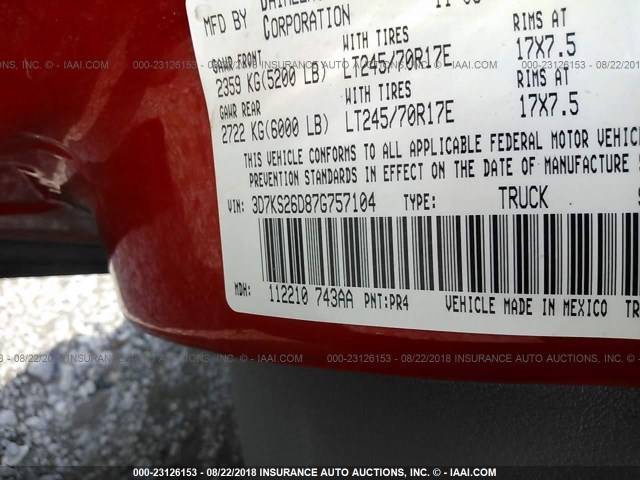 MFG BY
CORPORATION
GAWR FRONT WITH TIRES RIMS AT
2359 KG(5200 LB) LT245/70R17E 17X7.5
GAWR REAR WITH TIRES RIMS AT
2722 KG(6000 LB) LT245/70R17E 17X7.5
THIS VEHICLE CONFORMS TO ALL APPLICABLE FEDERAL MOTOR VEHIC
PREVENTION STANDARDS IN EFFECT ON THE DATE OF MANUFACTURE
VIN: 3D7KS26D87G757104 TYPE: TRUCK
MDH: 112210 743AA PNT:PR4 VEHICLE MADE IN MEXICO TR
000-23126153 - 08/22/2018 INSURANCE AUTO AUCTIONS, INC. - IAAI.COM